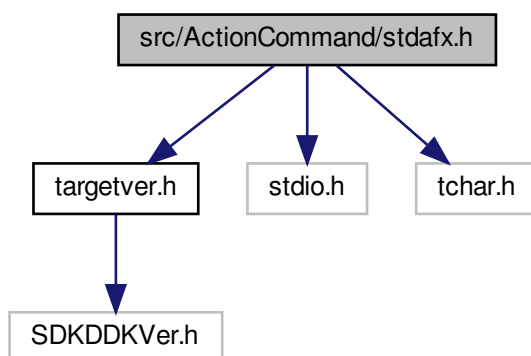 src/ActionCommand/stdafx.h
targetver.h
stdio.h
tchar.h
SDKDDKVer.h